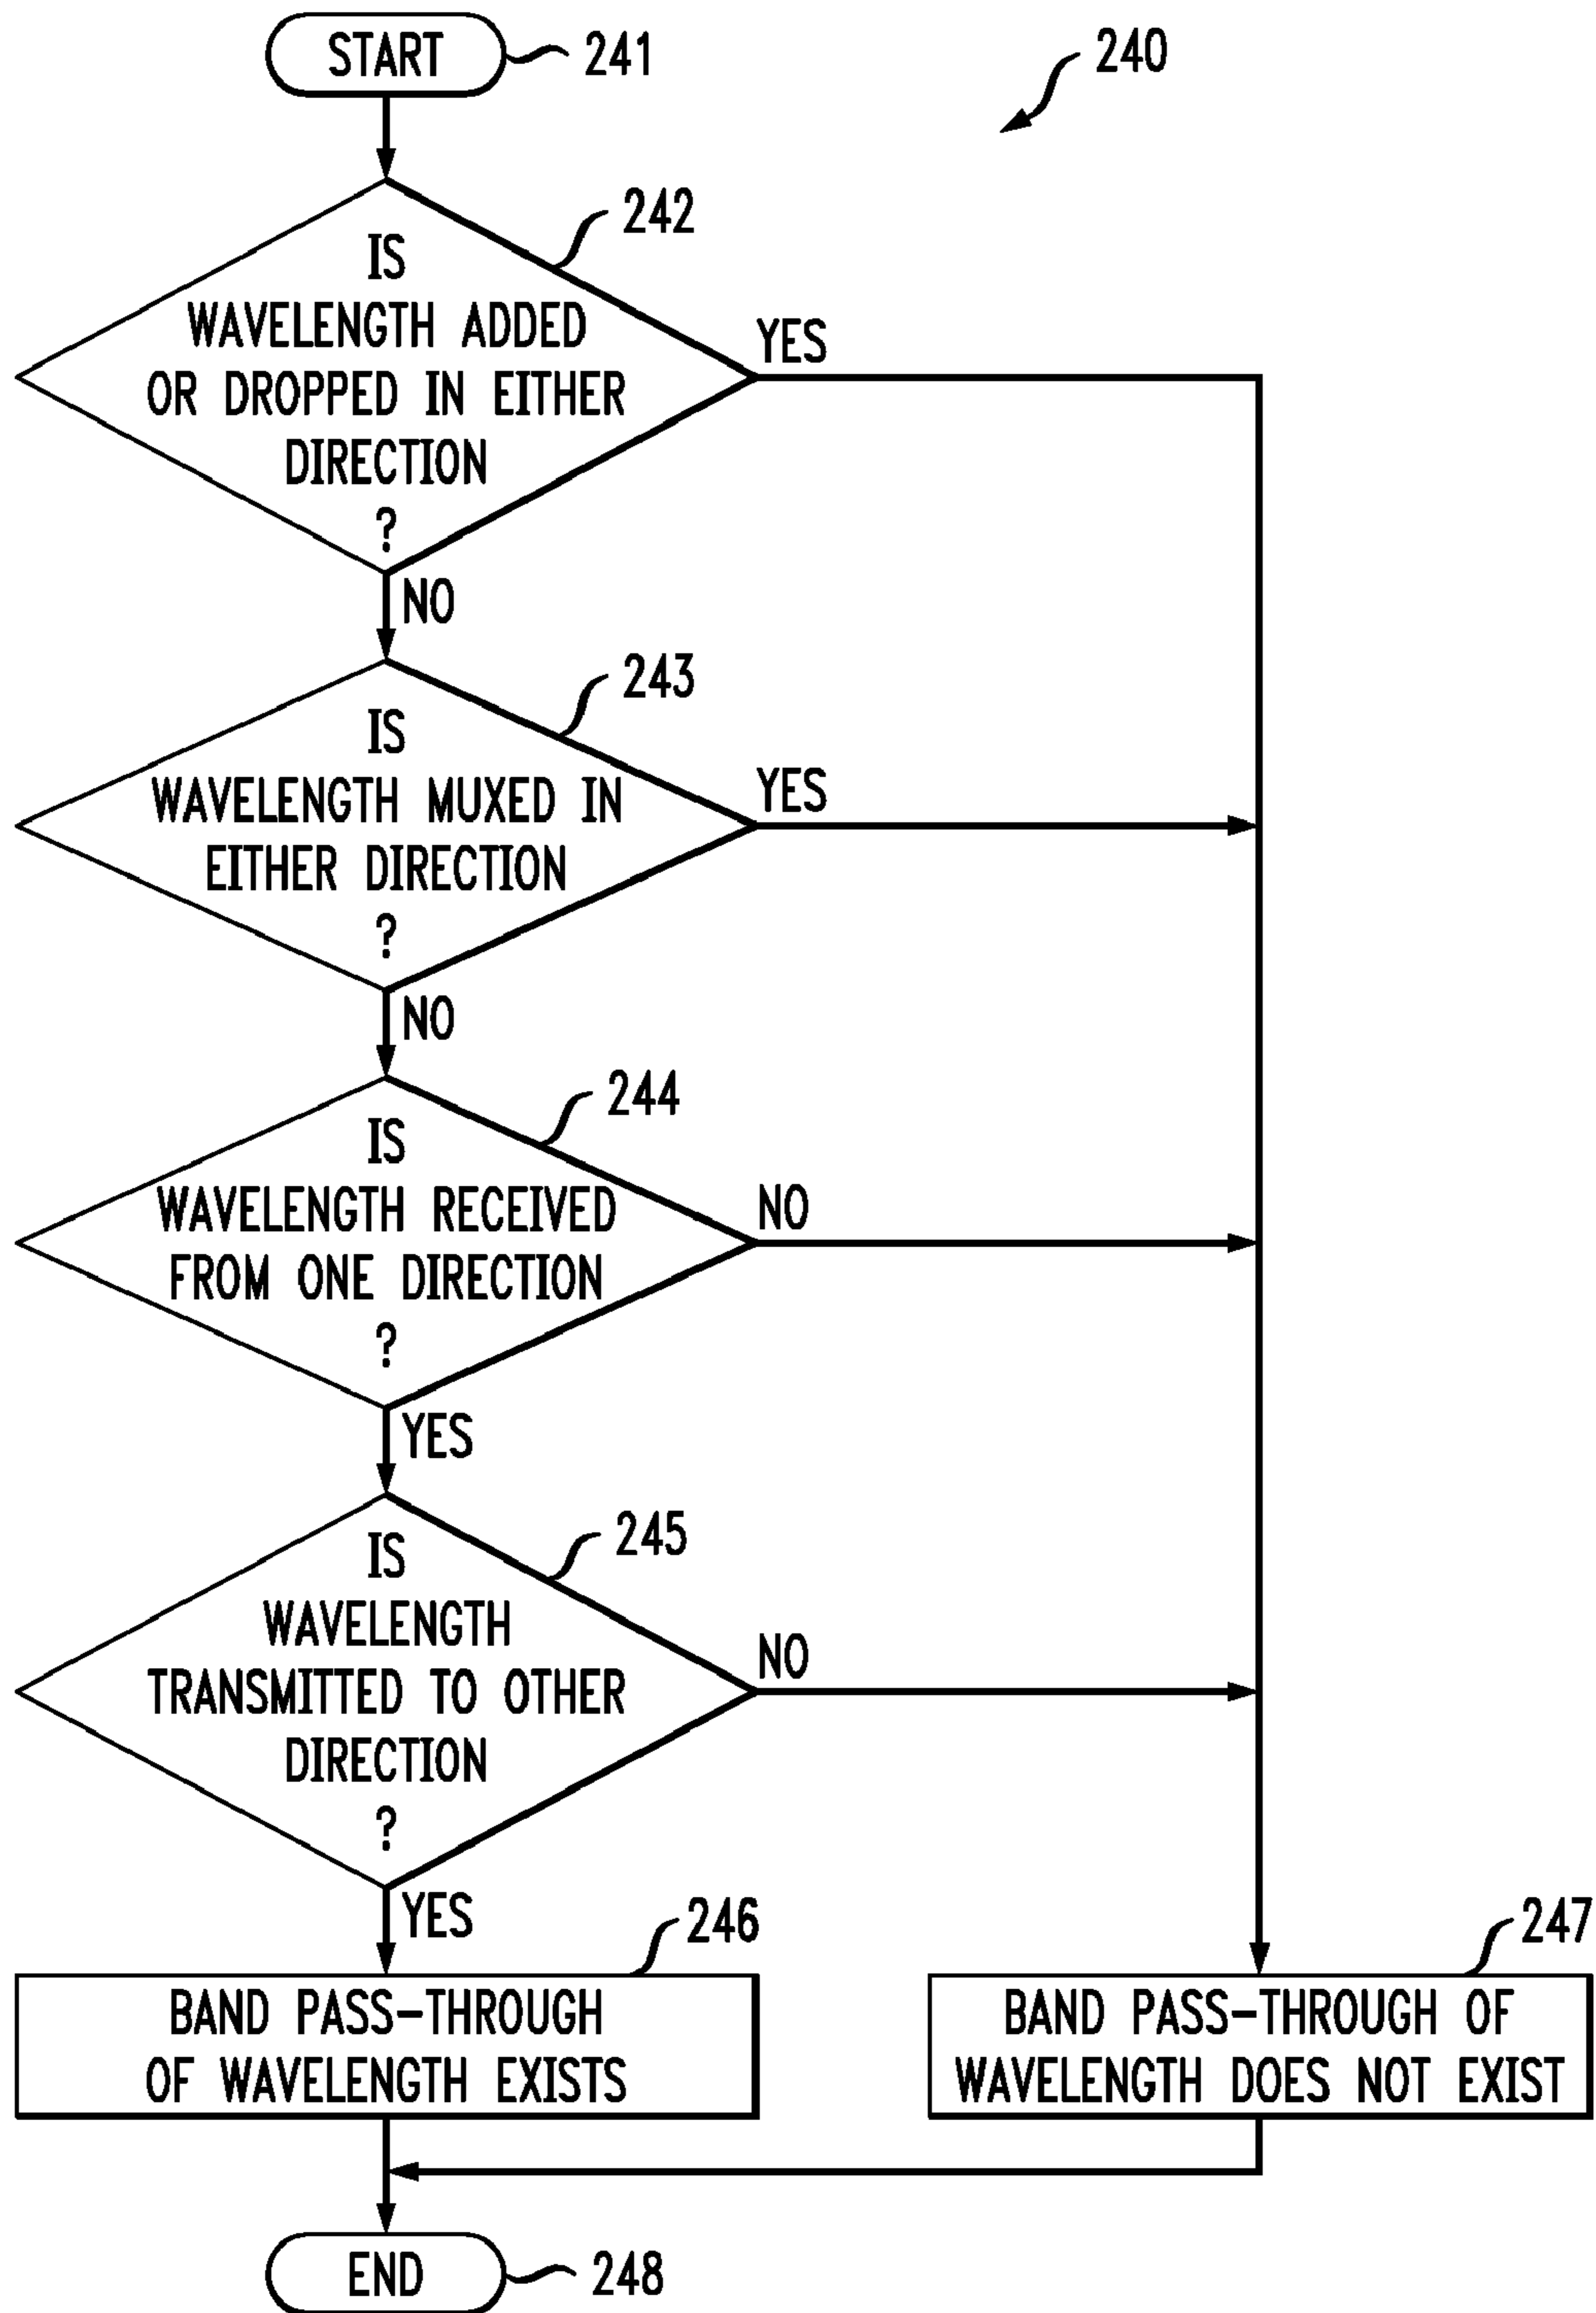 START
241
240
242
IS
WAVELENGTH ADDED
OR DROPPED IN EITHER
DIRECTION
?
YES
NO
243
IS
WAVELENGTH MUXED IN
EITHER DIRECTION
?
YES
NO
244
IS
WAVELENGTH RECEIVED
FROM ONE DIRECTION
?
NO
YES
245
IS
WAVELENGTH
TRANSMITTED TO OTHER
DIRECTION
?
NO
YES
246
BAND PASS-THROUGH
OF WAVELENGTH EXISTS
247
BAND PASS-THROUGH OF
WAVELENGTH DOES NOT EXIST
END
248